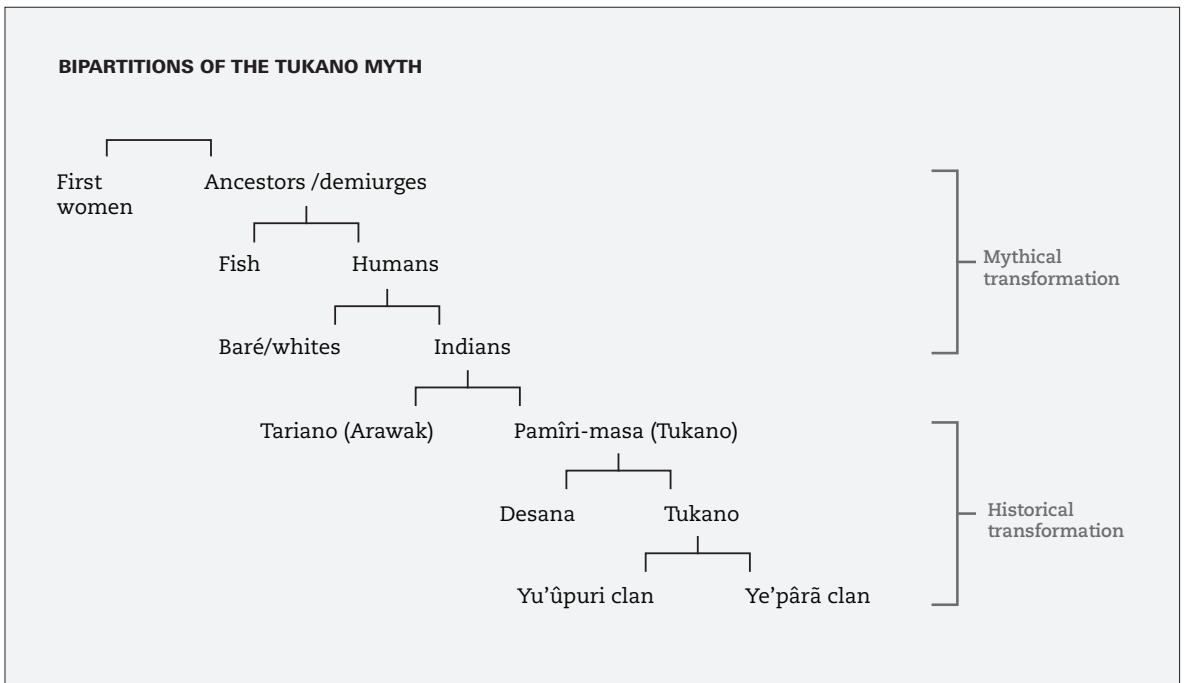 BIPARTITIONS OF THE TUKANO MYTH
First
women
Ancestors /demiurges
Fish
Humans
Mythical
transformation
Baré/whites
Indians
Tariano (Arawak)
Pamîri-masa (Tukano)
Desana
Tukano
Historical
transformation
Yu’ûpuri clan
Ye’pârã clan